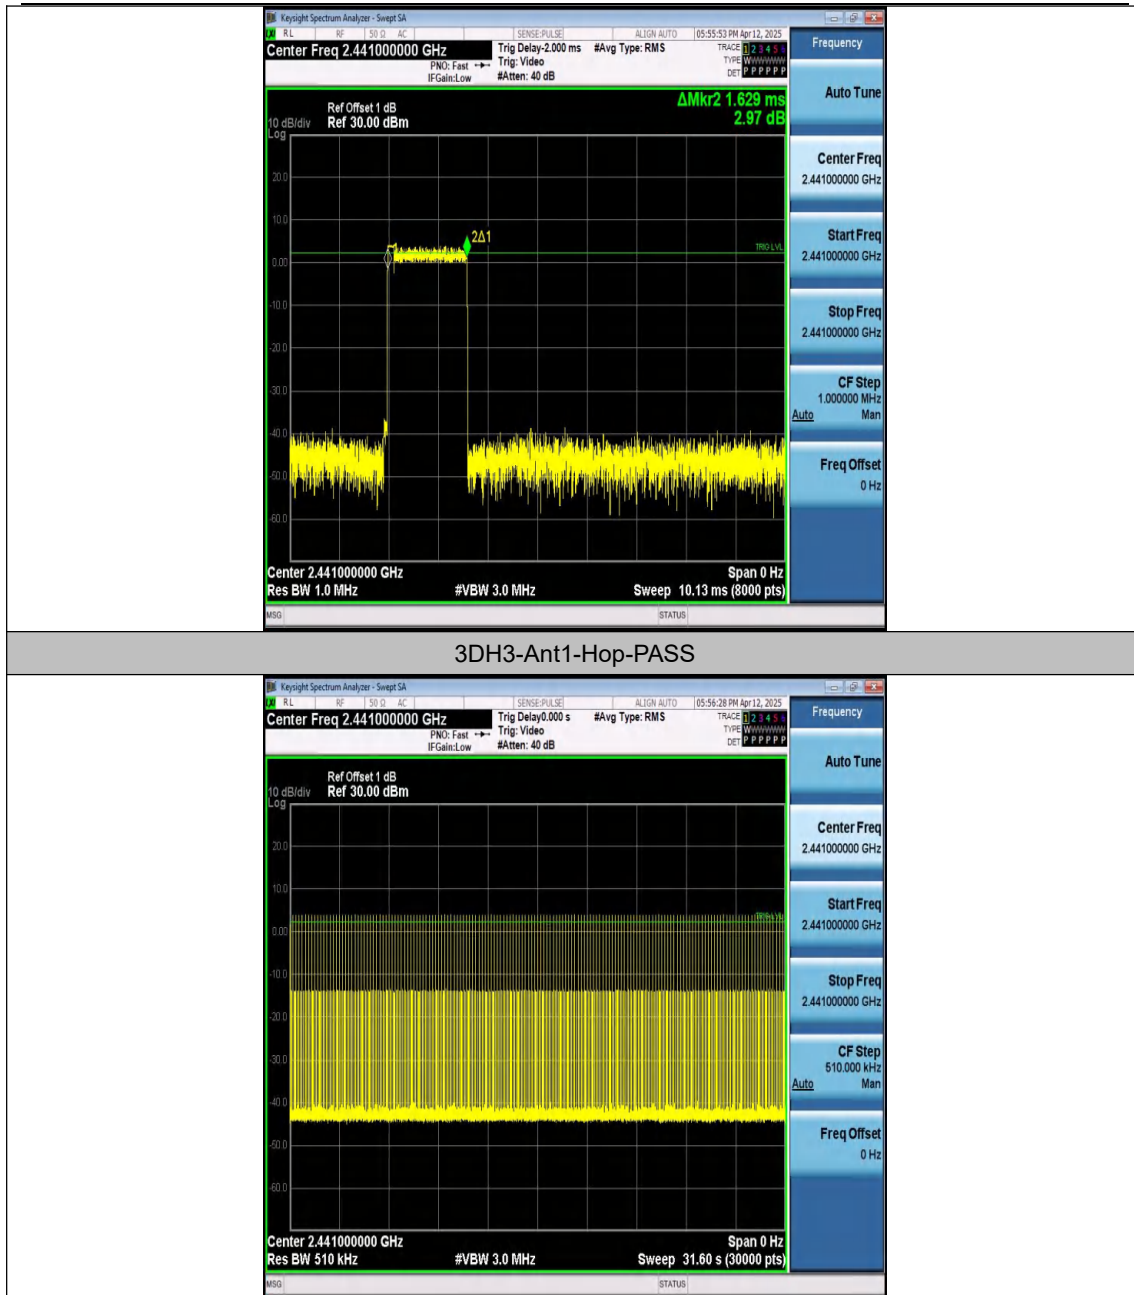 Keysight Spectrum Analyzer - Swept SA
RL RF 50 Ω AC SENSE:PULSE ALIGN AUTO 05:55:53 PM Apr 12, 2025
Center Freq 2.441000000 GHz
PNO: Fast
IFGain:Low
Trig Delay-2.000 ms
Trig: Video
#Atten: 40 dB
#Avg Type: RMS
TRACE 1 2 3 4 5 6
TYPE W
DET P P P P P P
Frequency
Auto Tune
Center Freq
2.441000000 GHz
Start Freq
2.441000000 GHz
Stop Freq
2.441000000 GHz
CF Step
1.000000 MHz
Auto Man
Freq Offset
0 Hz
ΔMkr2 1.629 ms
2.97 dB
Ref Offset 1 dB
10 dB/div Ref 30.00 dBm
Log
20.0
10.0
0.00
-10.0
-20.0
-30.0
-40.0
-50.0
-60.0
2Δ1
TRIG LVL
Center 2.441000000 GHz Span 0 Hz
Res BW 1.0 MHz #VBW 3.0 MHz Sweep 10.13 ms (8000 pts)
MSG STATUS
3DH3-Ant1-Hop-PASS
Keysight Spectrum Analyzer - Swept SA
RL RF 50 Ω AC SENSE:PULSE ALIGN AUTO 05:56:28 PM Apr 12, 2025
Center Freq 2.441000000 GHz
PNO: Fast
IFGain:Low
Trig Delay0.000 s
Trig: Video
#Atten: 40 dB
#Avg Type: RMS
TRACE 1 2 3 4 5 6
TYPE W
DET P P P P P P
Frequency
Auto Tune
Center Freq
2.441000000 GHz
Start Freq
2.441000000 GHz
Stop Freq
2.441000000 GHz
CF Step
510.000 kHz
Auto Man
Freq Offset
0 Hz
Ref Offset 1 dB
10 dB/div Ref 30.00 dBm
Log
20.0
10.0
0.00
-10.0
-20.0
-30.0
-40.0
-50.0
-60.0
TRIG LVL
Center 2.441000000 GHz Span 0 Hz
Res BW 510 kHz #VBW 3.0 MHz Sweep 31.60 s (30000 pts)
MSG STATUS